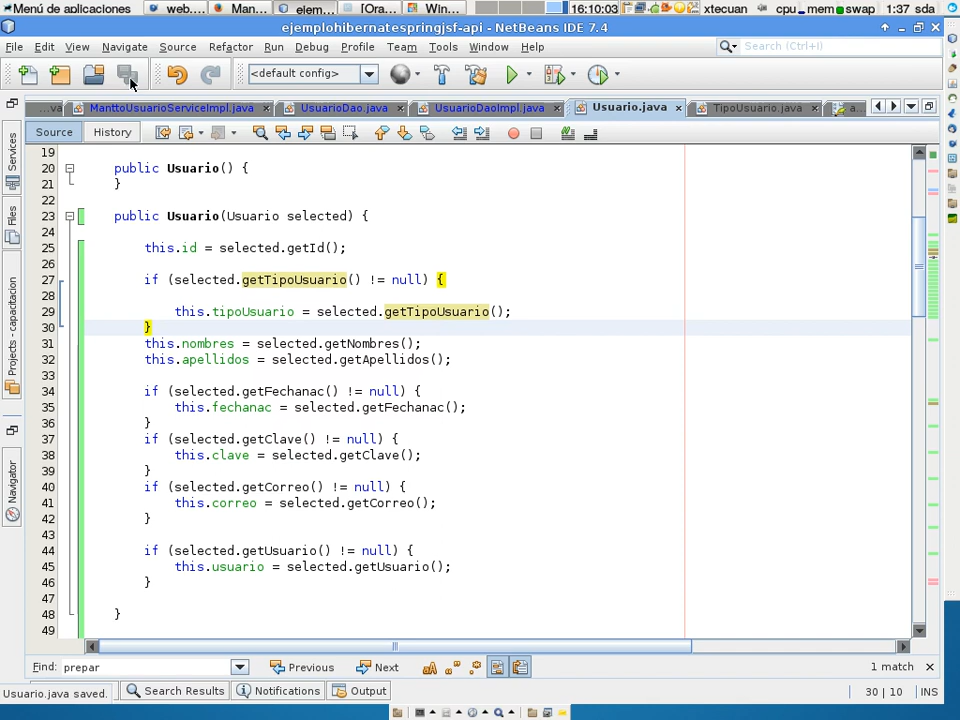 Menú de aplicaciones web... Man... elem... [Ora... Win... 16:10:03 xtecuan cpu mem swap 1:37 sda
ejemplohibernatespringjsf-api - NetBeans IDE 7.4
File Edit View Navigate Source Refactor Run Debug Profile Team Tools Window Help Search (Ctrl+I)
<default config>
...va ManttoUsuarioServiceImpl.java UsuarioDao.java UsuarioDaoImpl.java Usuario.java TipoUsuario.java a...
Source History
Services
Files
Projects - capacitacion
Navigator
19
20 public Usuario() {
21 }
22
23 public Usuario(Usuario selected) {
24
25 this.id = selected.getId();
26
27 if (selected.getTipoUsuario() != null) {
28
29 this.tipoUsuario = selected.getTipoUsuario();
30 }
31 this.nombres = selected.getNombres();
32 this.apellidos = selected.getApellidos();
33
34 if (selected.getFechanac() != null) {
35 this.fechanac = selected.getFechanac();
36 }
37 if (selected.getClave() != null) {
38 this.clave = selected.getClave();
39 }
40 if (selected.getCorreo() != null) {
41 this.correo = selected.getCorreo();
42 }
43
44 if (selected.getUsuario() != null) {
45 this.usuario = selected.getUsuario();
46 }
47
48 }
49
Find: prepar Previous Next 1 match
Usuario.java saved. Search Results Notifications Output 30 | 10 INS